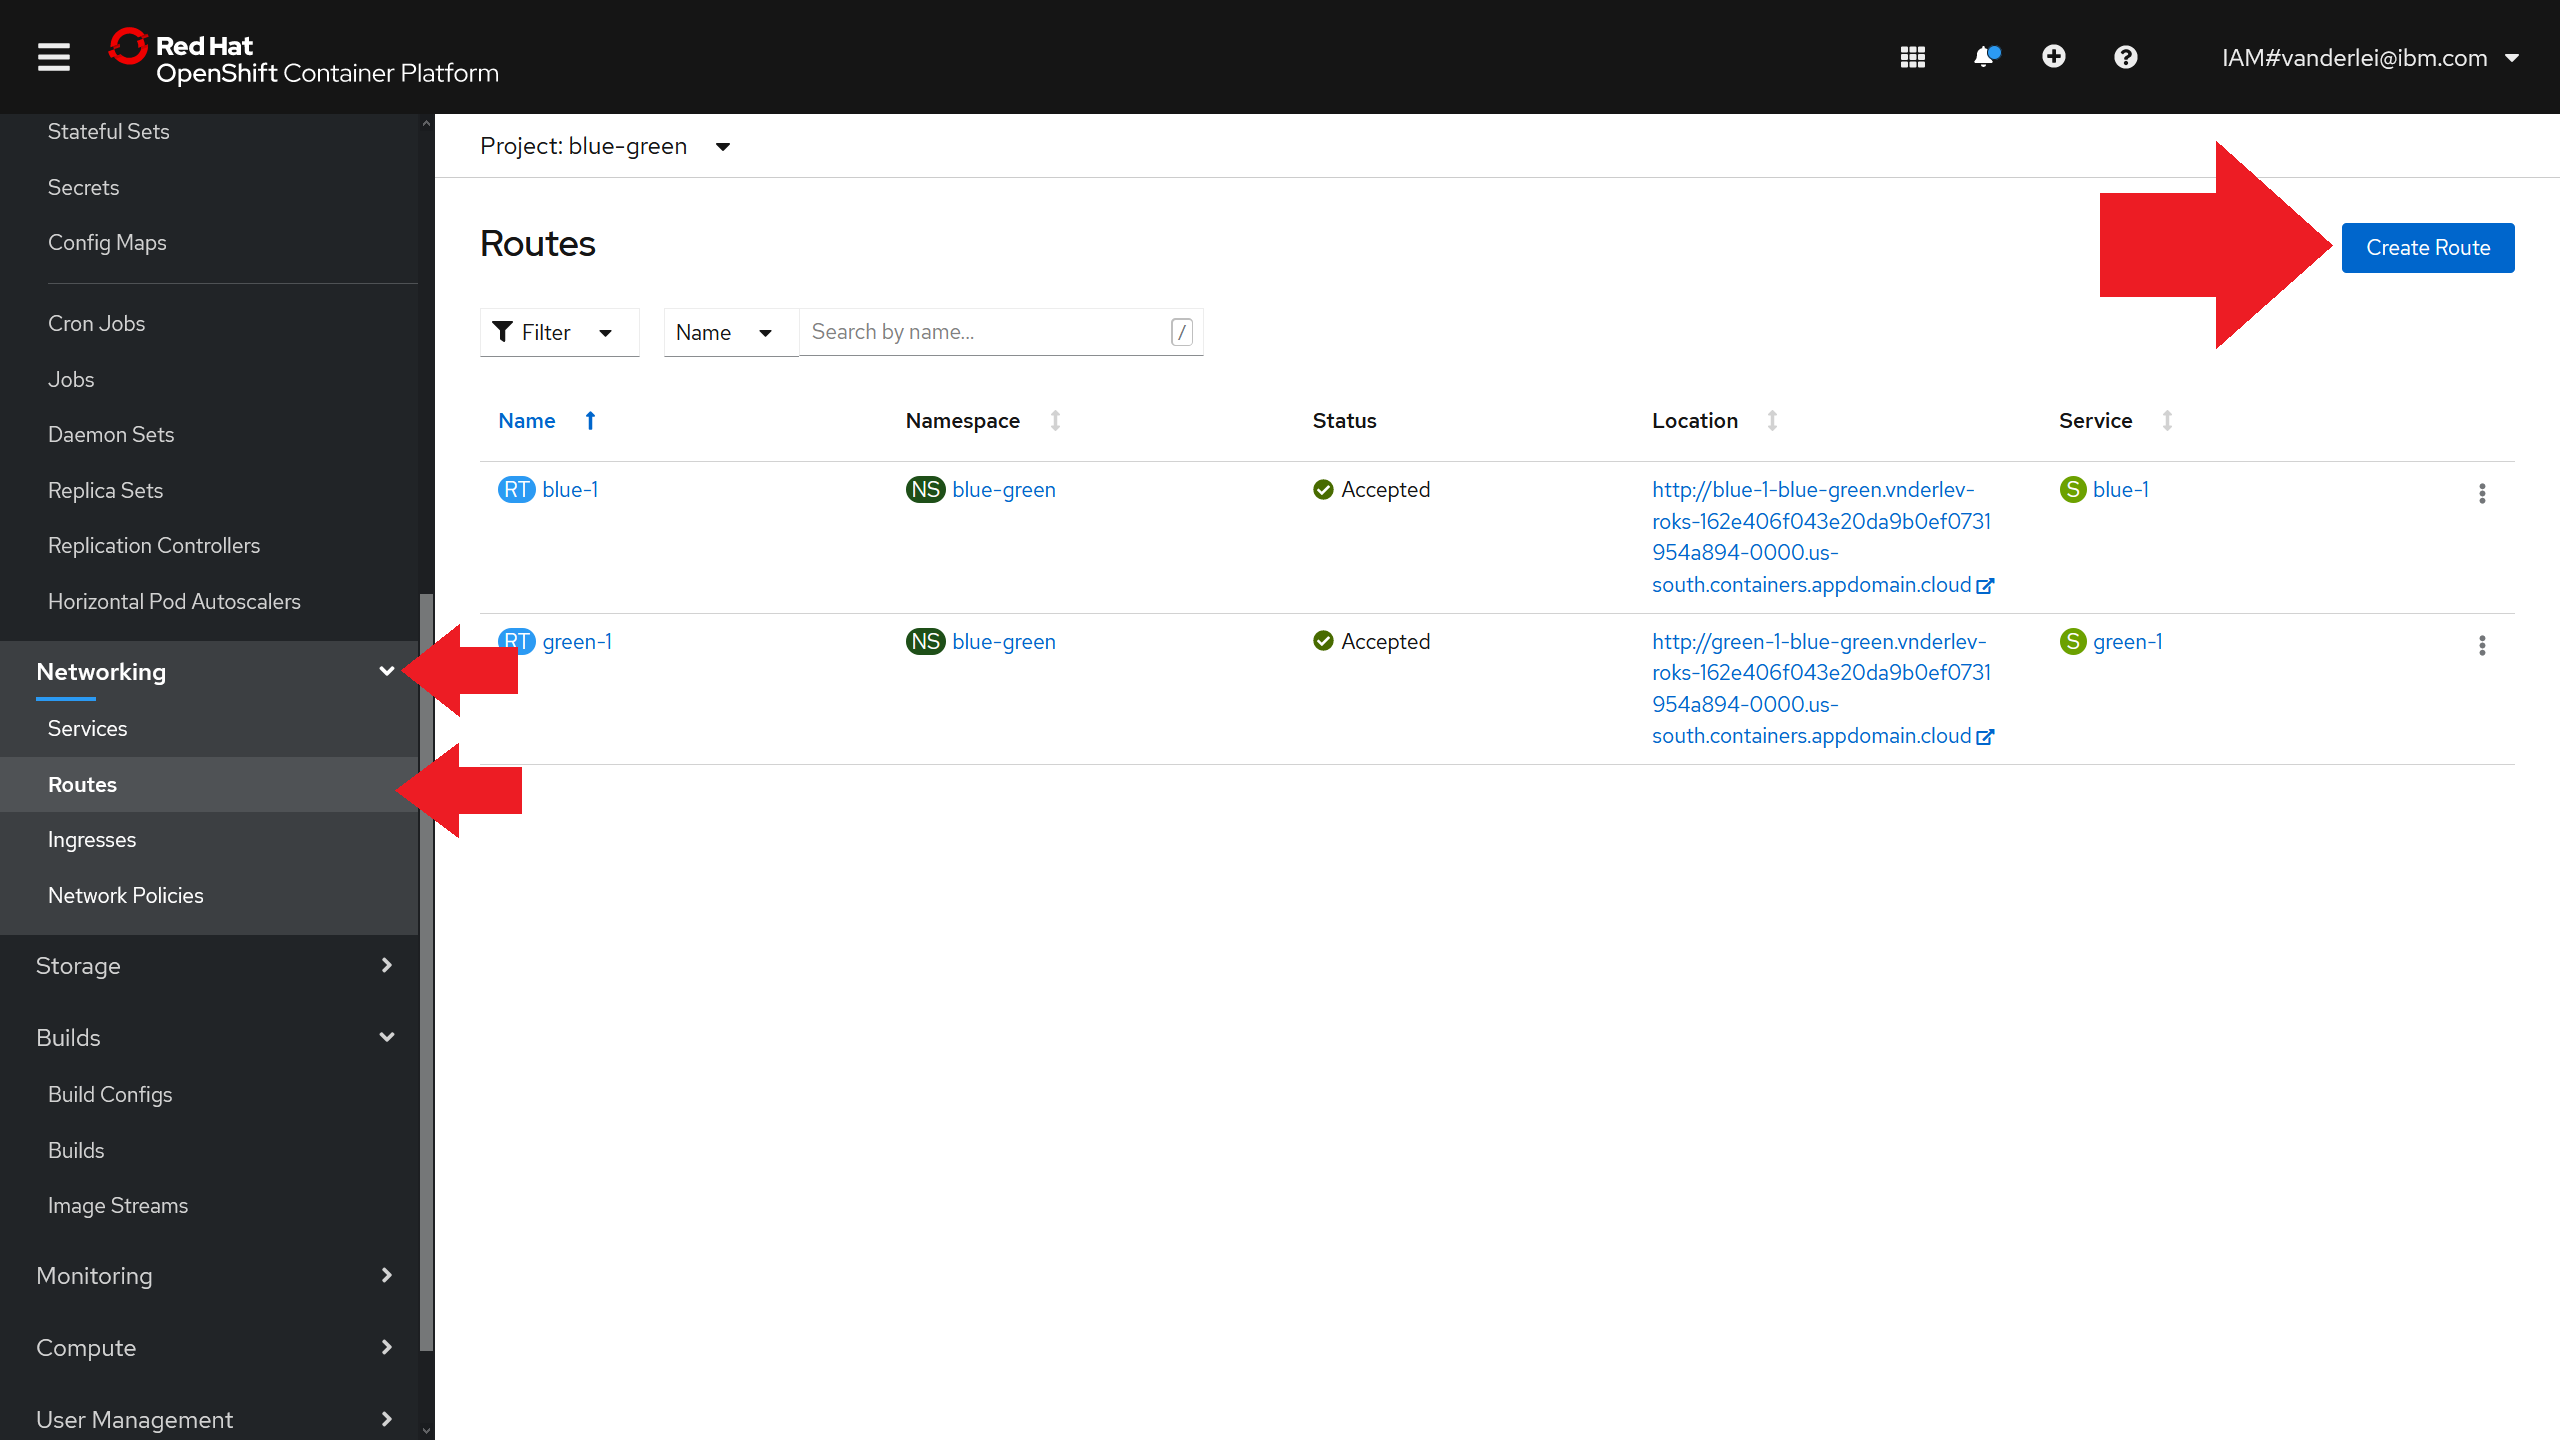 Red Hat
OpenShift Container Platform
IAM#vanderlei@ibm.com
Stateful Sets
Secrets
Config Maps
Cron Jobs
Jobs
Daemon Sets
Replica Sets
Replication Controllers
Horizontal Pod Autoscalers
Networking
Services
Routes
Ingresses
Network Policies
Storage
Builds
Build Configs
Builds
Image Streams
Monitoring
Compute
User Management
Project: blue-green
Routes
Create Route
Filter
Name
Search by name...
/
Name Namespace Status Location Service
RT blue-1 NS blue-green Accepted http://blue-1-blue-green.vnderlev- S blue-1
roks-162e406f043e20da9b0ef0731
954a894-0000.us-
south.containers.appdomain.cloud
RT green-1 NS blue-green Accepted http://green-1-blue-green.vnderlev- S green-1
roks-162e406f043e20da9b0ef0731
954a894-0000.us-
south.containers.appdomain.cloud